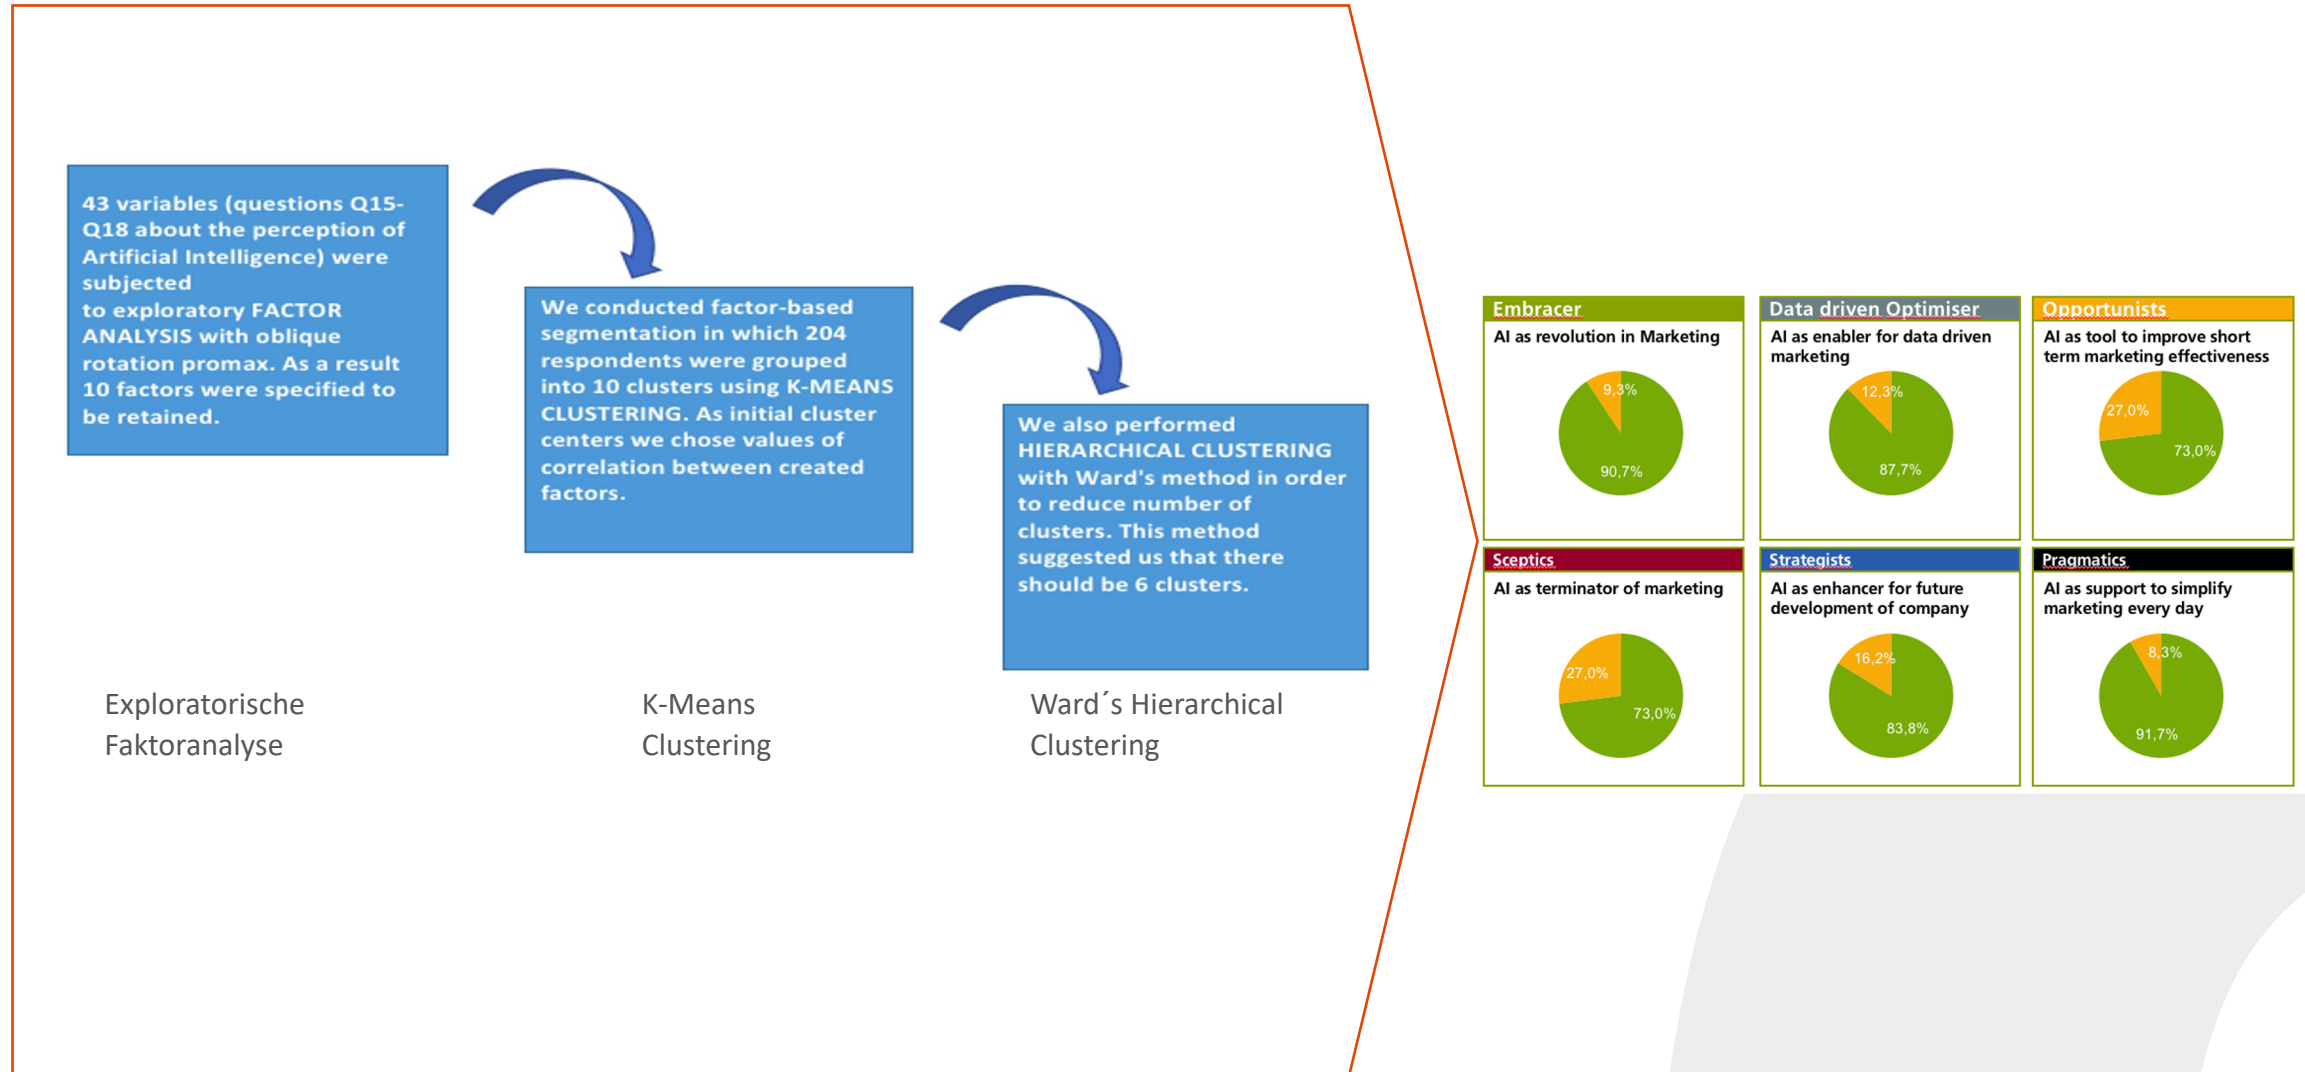 43 variables (questions Q15-
Q18 about the perception of
Artificial Intelligence) were
subjected
to exploratory FACTOR
ANALYSIS with oblique
rotation promax. As a result
10 factors were specified to
be retained.
Exploratorische
Faktoranalyse
We conducted factor-based
segmentation in which 204
respondents were grouped
into 10 clusters using K-MEANS
CLUSTERING. As initial cluster
centers we chose values of
correlation between created
factors.
K-Means
Clustering
We also performed
HIERARCHICAL CLUSTERING
with Ward's method in order
to reduce number of
clusters. This method
suggested us that there
should be 6 clusters.
Ward´s Hierarchical
Clustering
Embracer
AI as revolution in Marketing
9,3%
90,7%
Data driven Optimiser
AI as enabler for data driven
marketing
12,3%
87,7%
Opportunists
AI as tool to improve short
term marketing effectiveness
27,0%
73,0%
Sceptics
AI as terminator of marketing
27,0%
73,0%
Strategists
AI as enhancer for future
development of company
16,2%
83,8%
Pragmatics
AI as support to simplify
marketing every day
8,3%
91,7%